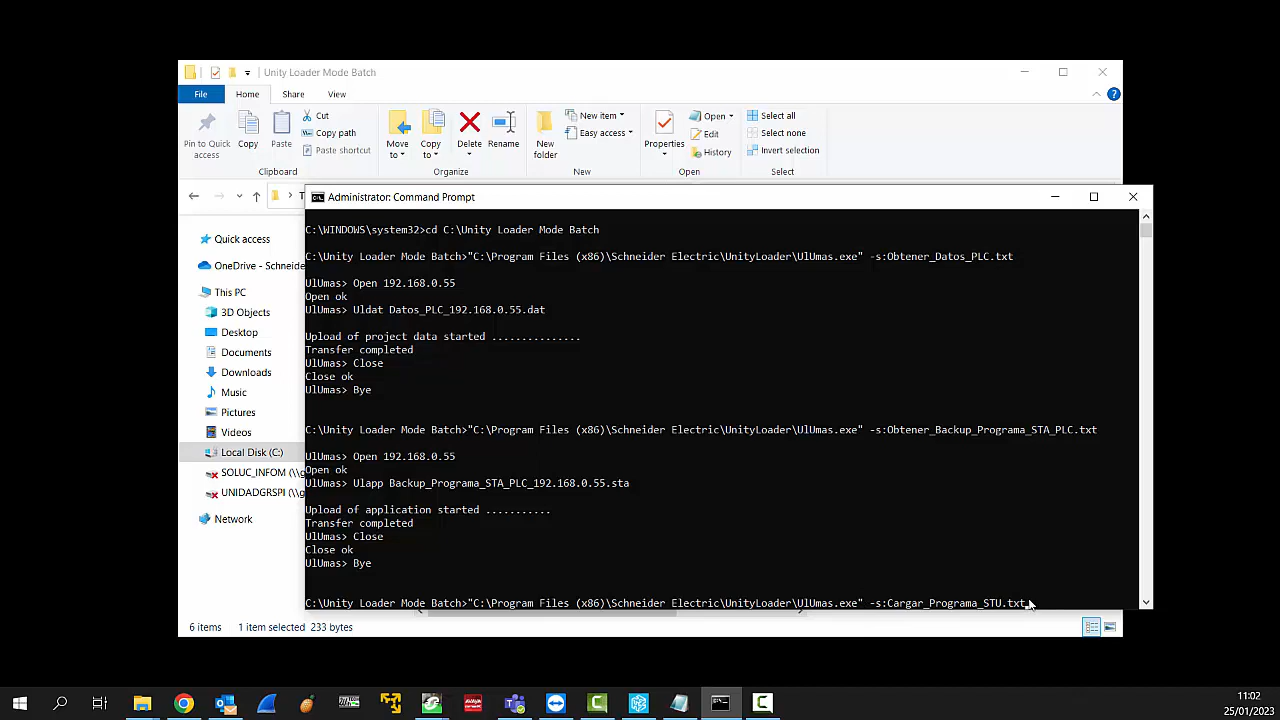 Unity Loader Mode Batch
File Home Share View
Pin to Quick access
Copy
Paste
Cut
Copy path
Paste shortcut
Clipboard
Move to
Copy to
Delete
Rename
Organize
New folder
New item
Easy access
New
Properties
Open
Edit
History
Open
Select all
Select none
Invert selection
Select
Quick access
OneDrive - Schneide
This PC
3D Objects
Desktop
Documents
Downloads
Music
Pictures
Videos
Local Disk (C:)
SOLUC_INFOM (\\g
UNIDADGRSPI (\\g
Network
6 items 1 item selected 233 bytes
Administrator: Command Prompt
C:\WINDOWS\system32>cd C:\Unity Loader Mode Batch
C:\Unity Loader Mode Batch>"C:\Program Files (x86)\Schneider Electric\UnityLoader\UlUmas.exe" -s:Obtener_Datos_PLC.txt
UlUmas> Open 192.168.0.55
Open ok
UlUmas> Uldat Datos_PLC_192.168.0.55.dat
Upload of project data started ...............
Transfer completed
UlUmas> Close
Close ok
UlUmas> Bye
C:\Unity Loader Mode Batch>"C:\Program Files (x86)\Schneider Electric\UnityLoader\UlUmas.exe" -s:Obtener_Backup_Programa_STA_PLC.txt
UlUmas> Open 192.168.0.55
Open ok
UlUmas> Ulapp Backup_Programa_STA_PLC_192.168.0.55.sta
Upload of application started ...........
Transfer completed
UlUmas> Close
Close ok
UlUmas> Bye
C:\Unity Loader Mode Batch>"C:\Program Files (x86)\Schneider Electric\UnityLoader\UlUmas.exe" -s:Cargar_Programa_STU.txt
11:02
25/01/2023